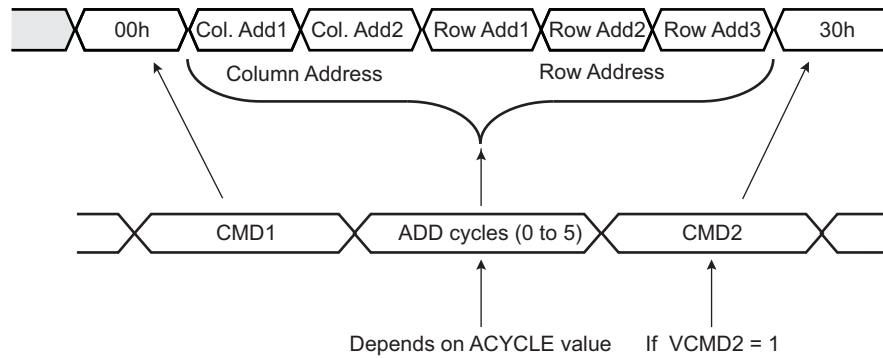 00h Col. Add1 Col. Add2 Row Add1 Row Add2 Row Add3 30h
Column Address Row Address
CMD1 ADD cycles (0 to 5) CMD2
Depends on ACYCLE value If VCMD2 = 1